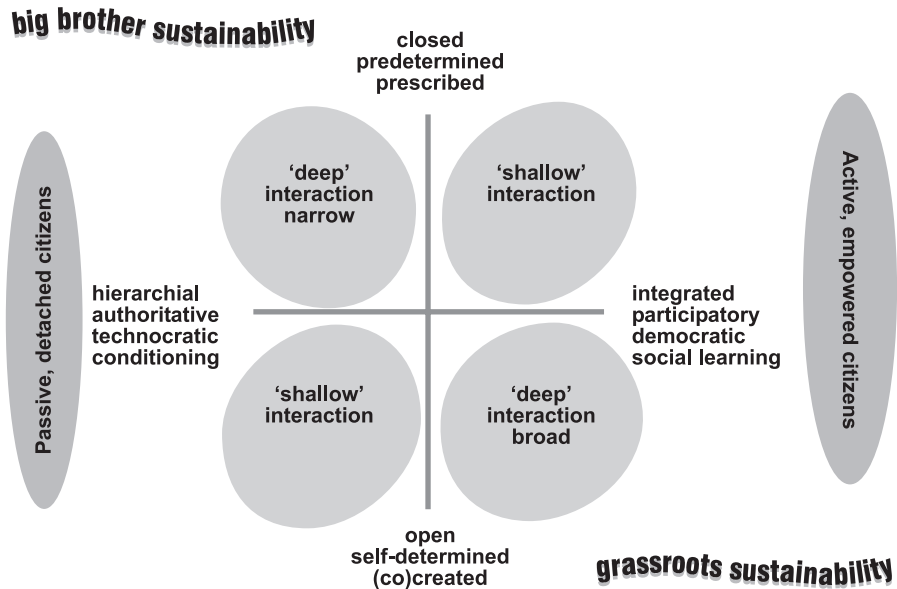 big brother sustainability
closed
predetermined
prescribed
‘deep’
interaction
narrow
‘shallow’
interaction
Passive, detached citizens
Active, empowered citizens
hierarchial
authoritative
technocratic
conditioning
integrated
participatory
democratic
social learning
‘shallow’
interaction
‘deep’
interaction
broad
open
self-determined
(co)created
grassroots sustainability